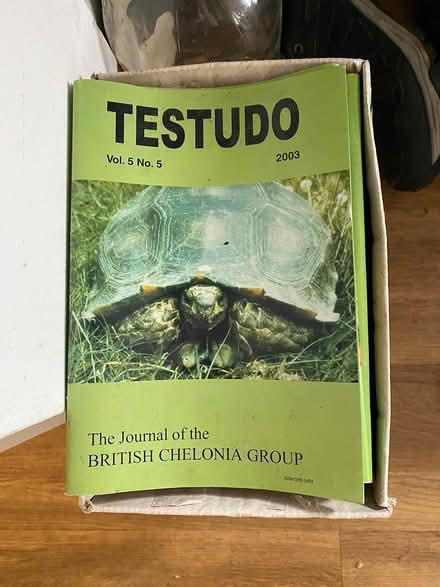 TESTUDO
Vol. 5 No. 5
2003
The Journal of the
BRITISH CHELONIA GROUP